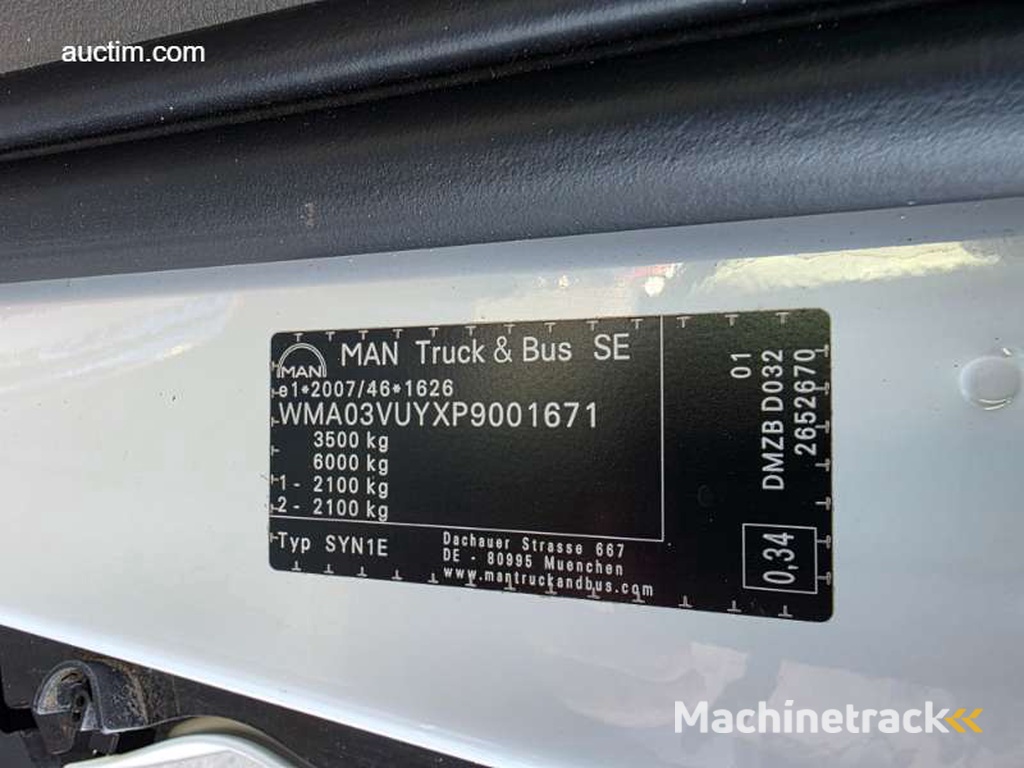 auctim.com
MAN
MAN Truck & Bus SE
e1*2007/46*1626
WMA03VUYXP9001671
3500 kg
6000 kg
1 - 2100 kg
2 - 2100 kg
Typ SYN1E
Dachauer Strasse 667
DE - 80995 Muenchen
www.mantruckandbus.com
01
DMZB D032
2652670
0,34
Machinetrack